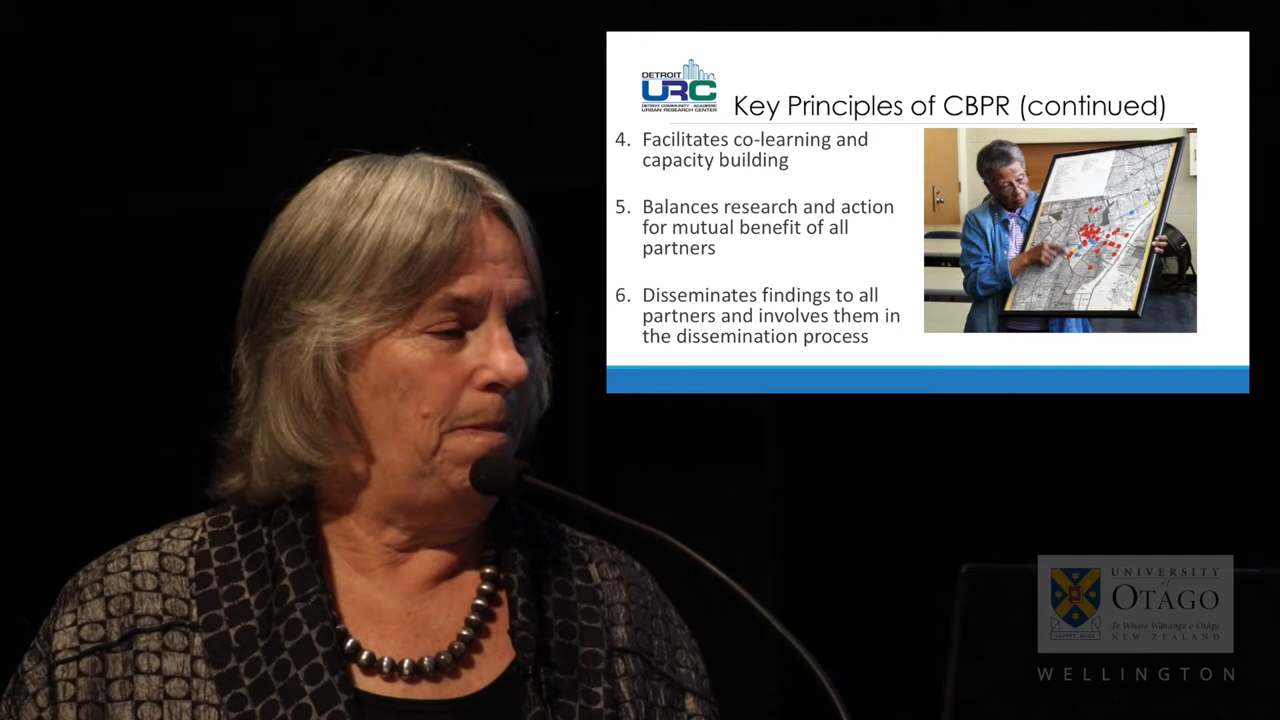 DETROIT
URC
DETROIT COMMUNITY - ACADEMIC
URBAN RESEARCH CENTER
Key Principles of CBPR (continued)
4. Facilitates co-learning and
capacity building
5. Balances research and action
for mutual benefit of all
partners
6. Disseminates findings to all
partners and involves them in
the dissemination process
UNIVERSITY
of
OTAGO
Te Whare Wānanga o Otāgo
NEW ZEALAND
WELLINGTON